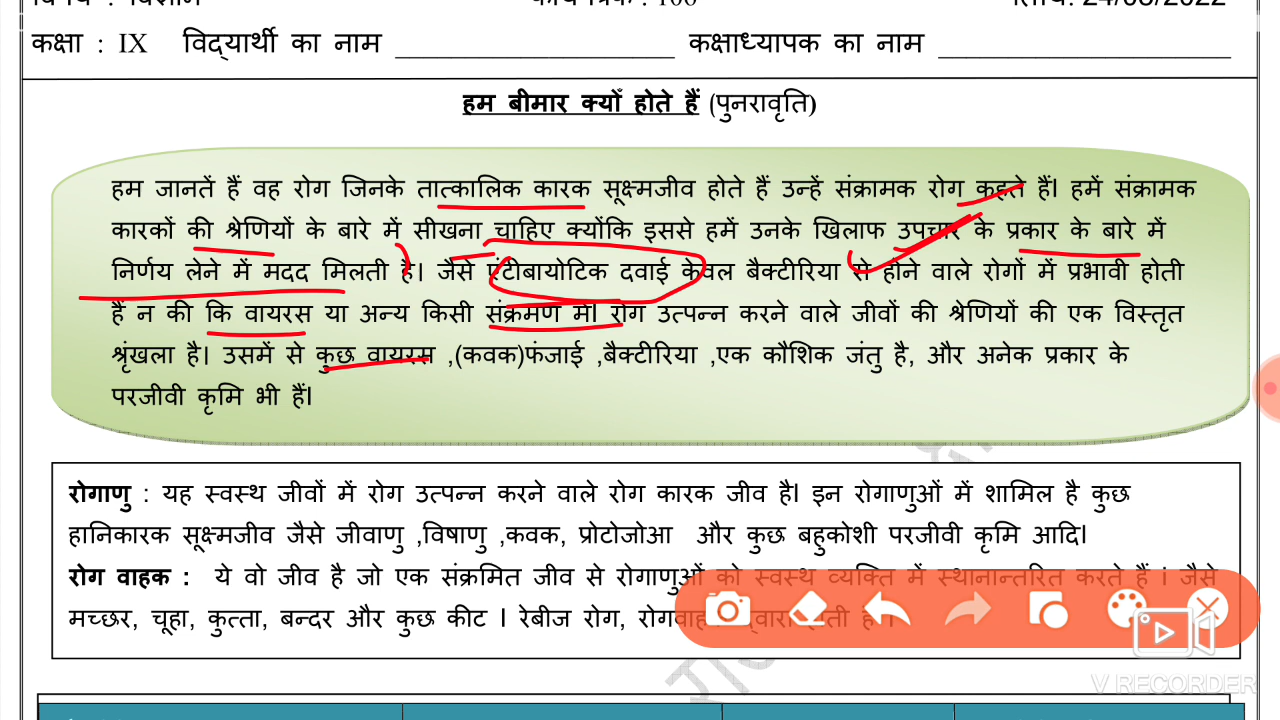 कक्षा : IX विद्यार्थी का नाम ____________________ कक्षाध्यापक का नाम ____________________
हम बीमार क्यों होते हैं (पुनरावृति)
हम जानतें हैं वह रोग जिनके तात्कालिक कारक सूक्ष्मजीव होते हैं उन्हें संक्रामक रोग कहते हैं। हमें संक्रामक
कारकों की श्रेणियों के बारे में सीखना चाहिए क्योंकि इससे हमें उनके खिलाफ उपचार के प्रकार के बारे में
निर्णय लेने में मदद मिलती है। जैसे एंटीबायोटिक दवाई केवल बैक्टीरिया से होने वाले रोगों में प्रभावी होती
है न की कि वायरस या अन्य किसी संक्रमण में। रोग उत्पन्न करने वाले जीवों की श्रेणियों की एक विस्तृत
श्रृंखला है। उसमें से कुछ वायरस ,(कवक)फंजाई ,बैक्टीरिया ,एक कौशिक जंतु है, और अनेक प्रकार के
परजीवी कृमि भी हैं।
रोगाणु : यह स्वस्थ जीवों में रोग उत्पन्न करने वाले रोग कारक जीव है। इन रोगाणुओं में शामिल है कुछ
हानिकारक सूक्ष्मजीव जैसे जीवाणु ,विषाणु ,कवक, प्रोटोजोआ और कुछ बहुकोशी परजीवी कृमि आदि।
रोग वाहक : ये वो जीव है जो एक संक्रमित जीव से रोगाणुओं को स्वस्थ व्यक्ति में स्थानान्तरित करते हैं । जैसे
मच्छर, चूहा, कुत्ता, बन्दर और कुछ कीट । रेबीज रोग,
V RECORDER